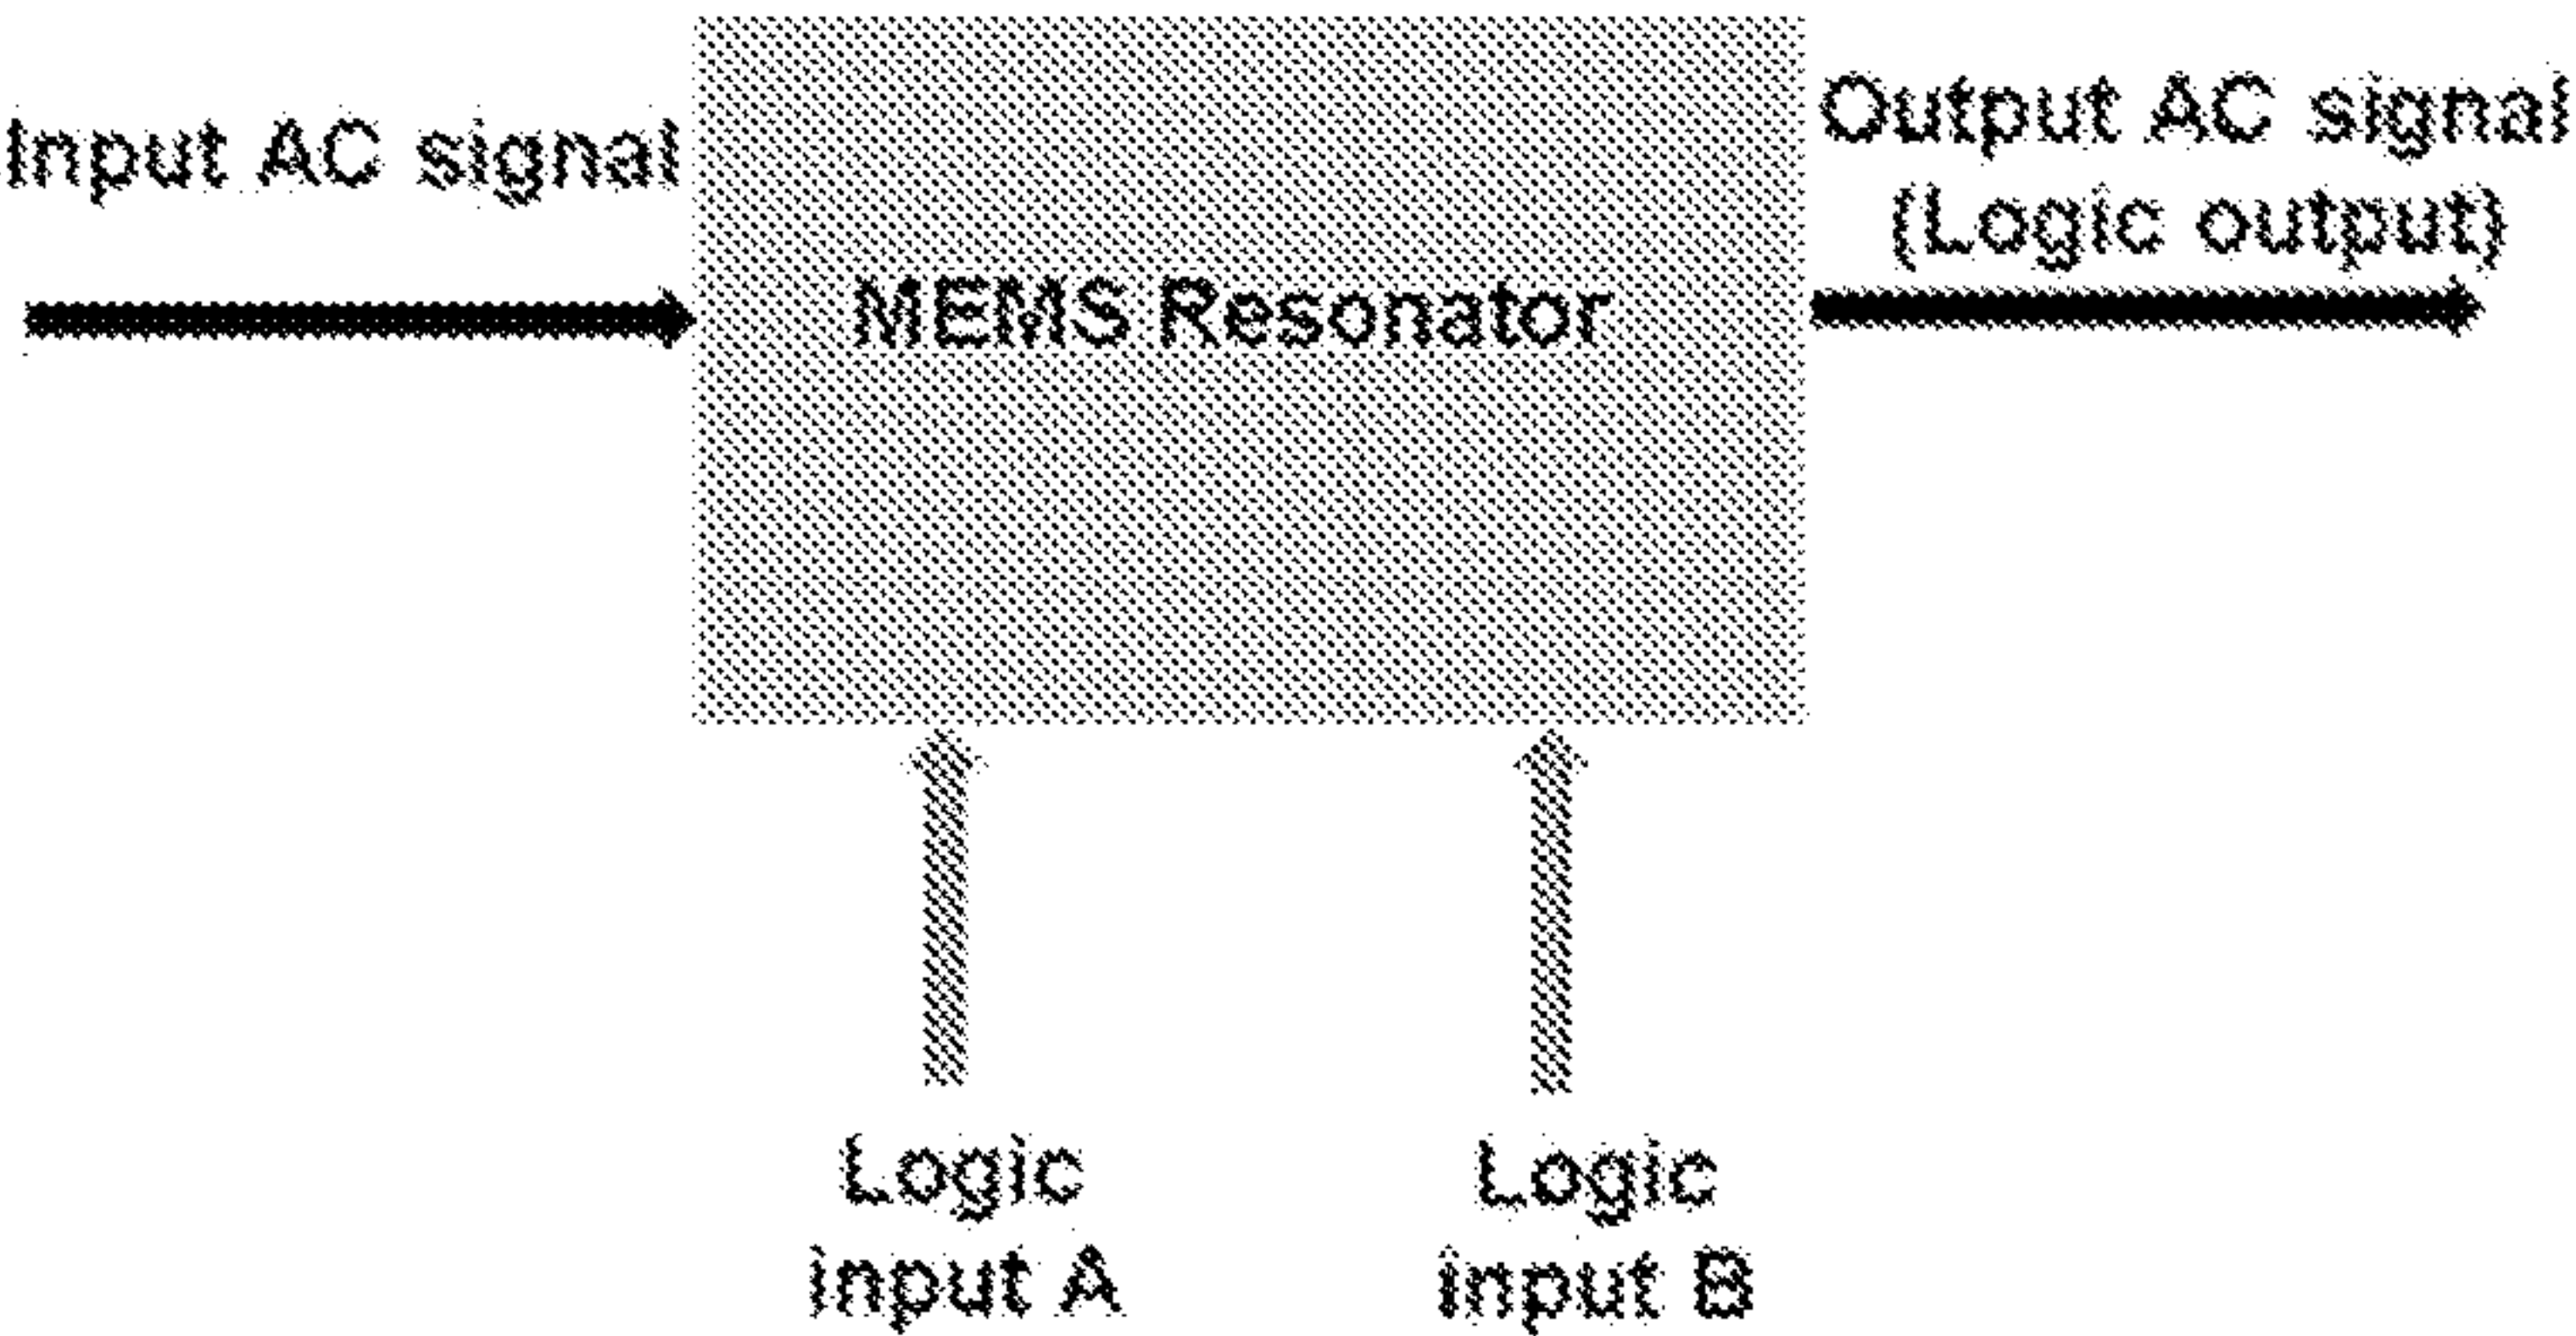 Input AC signal
Output AC signal
(Logic output)
MEMS Resonator
Logic
input A
Logic
input B